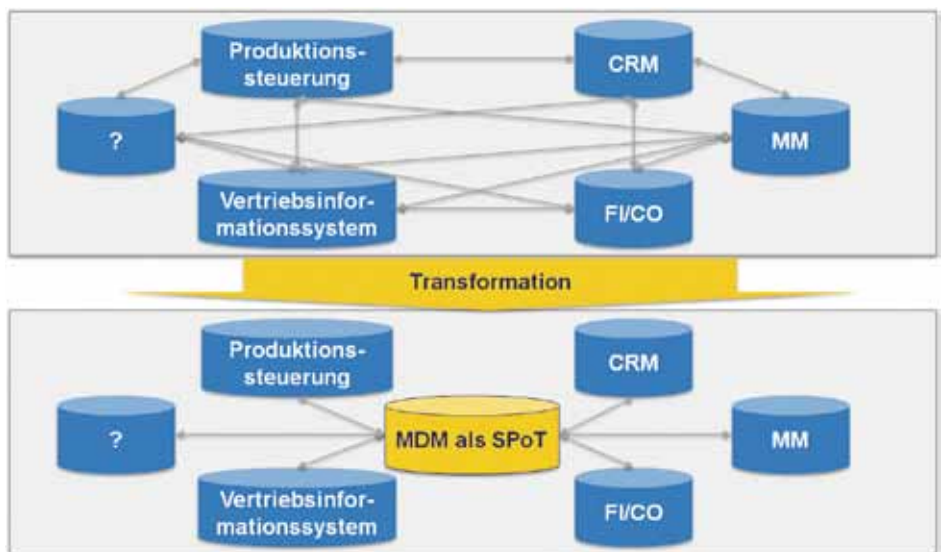 Produktions-
steuerung
CRM
?
MM
Vertriebsinfor-
mationssystem
FI/CO
Transformation
Produktions-
steuerung
CRM
?
MDM als SPoT
MM
Vertriebsinfor-
mationssystem
FI/CO